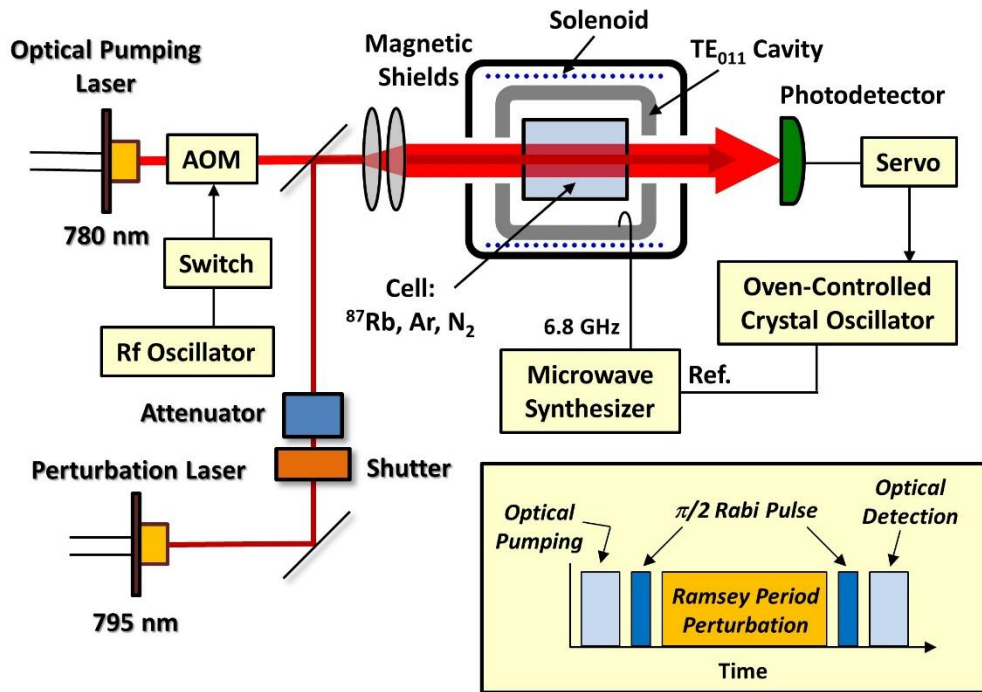 Optical Pumping
Laser
780 nm
AOM
Switch
Rf Oscillator
Magnetic
Shields
Solenoid
TE₀₁₁ Cavity
Photodetector
Servo
Cell:
⁸⁷Rb, Ar, N₂
6.8 GHz
Oven-Controlled
Crystal Oscillator
Microwave
Synthesizer
Ref.
Attenuator
Shutter
Perturbation Laser
795 nm
Optical
Pumping
π/2 Rabi Pulse
Optical
Detection
Ramsey Period
Perturbation
Time